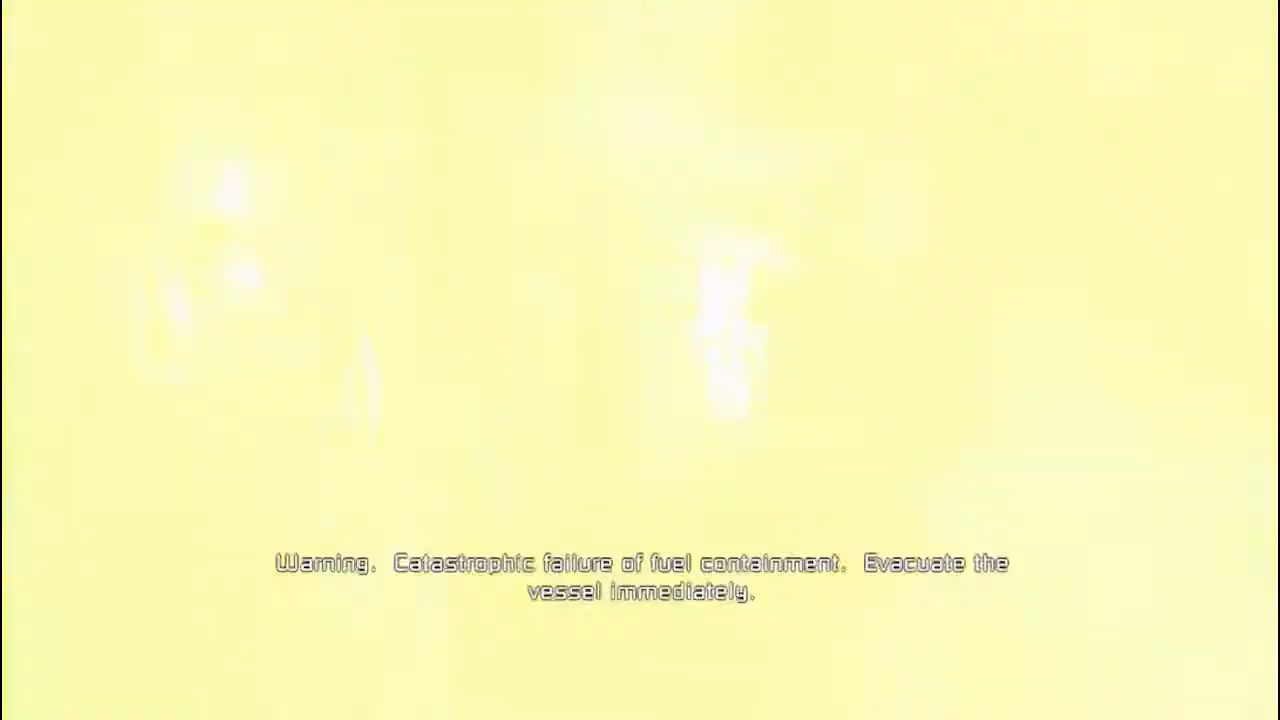 Warning.  Catastrophic failure of fuel containment.  Evacuate the
vessel immediately.